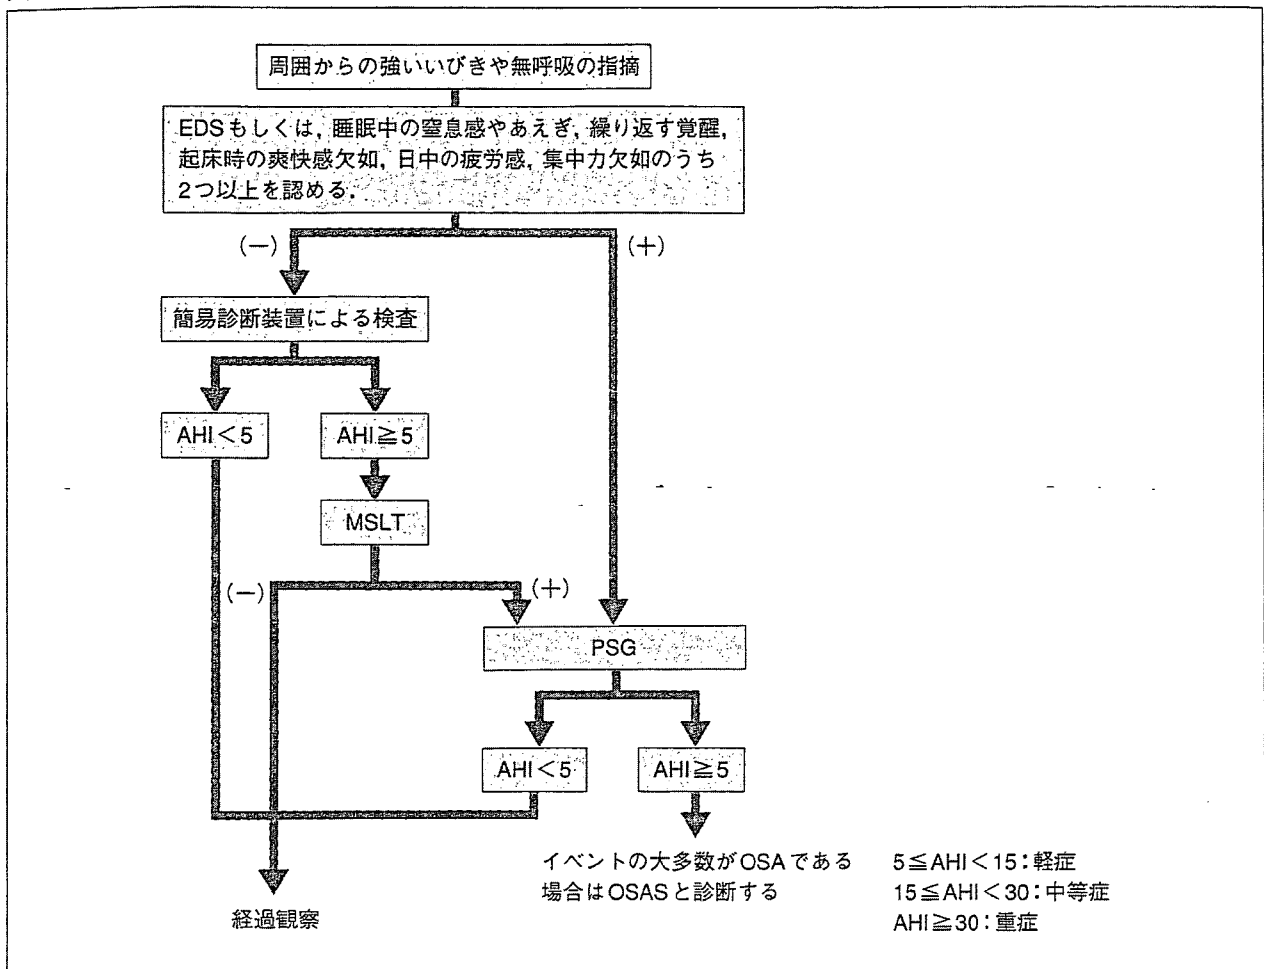 周囲からの強いいびきや無呼吸の指摘
EDSもしくは,睡眠中の窒息感やあえぎ,繰り返す覚醒,
起床時の爽快感欠如,日中の疲労感,集中力欠如のうち
2つ以上を認める.
(−)
(+)
簡易診断装置による検査
AHI<5
AHI≧5
MSLT
(−)
(+)
PSG
AHI<5
AHI≧5
イベントの大多数がOSAである
場合はOSASと診断する
5≦AHI<15:軽症
15≦AHI<30:中等症
AHI≧30:重症
経過観察